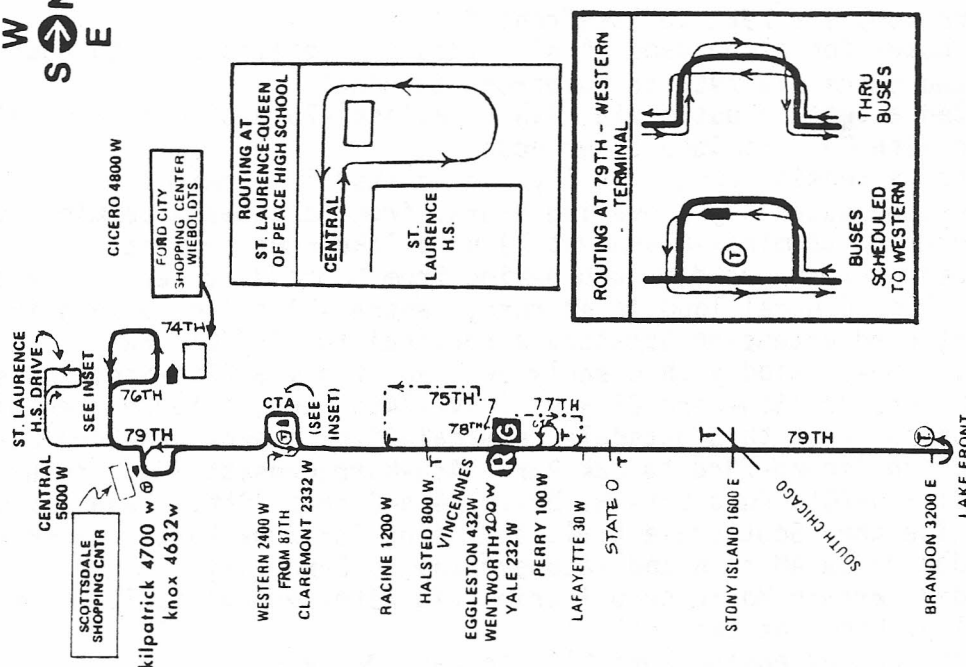 W
N
S
E
CICERO 4800 W
FORD CITY
SHOPPING CENTER
WIEBOLDTS
ROUTING AT
ST. LAURENCE-QUEEN
OF PEACE HIGH SCHOOL
CENTRAL
ST.
LAURENCE
H.S.
ROUTING AT 79TH - WESTERN
TERMINAL
T
BUSES
SCHEDULED
TO WESTERN
THRU
BUSES
ST. LAURENCE
H.S. DRIVE
SEE INSET
74TH
76TH
79TH
CENTRAL
5600 W
SCOTTSDALE
SHOPPING CNTR
kilpatrick 4700 w T
knox 4632w
CTA
T
(SEE
INSET)
WESTERN 2400 W
FROM 87TH
CLAREMONT 2332 W
75TH
77TH
78TH
7
R G
CTA
T
T
T
T
RACINE 1200 W
HALSTED 800 W
VINCENNES
EGGLESTON 432W
WENTWORTH 200 W
YALE 232 W
PERRY 100 W
LAFAYETTE 30 W
STATE O
T
79TH
STONY ISLAND 1600 E
SOUTH CHICAGO
T
BRANDON 3200 E
LAKEFRONT